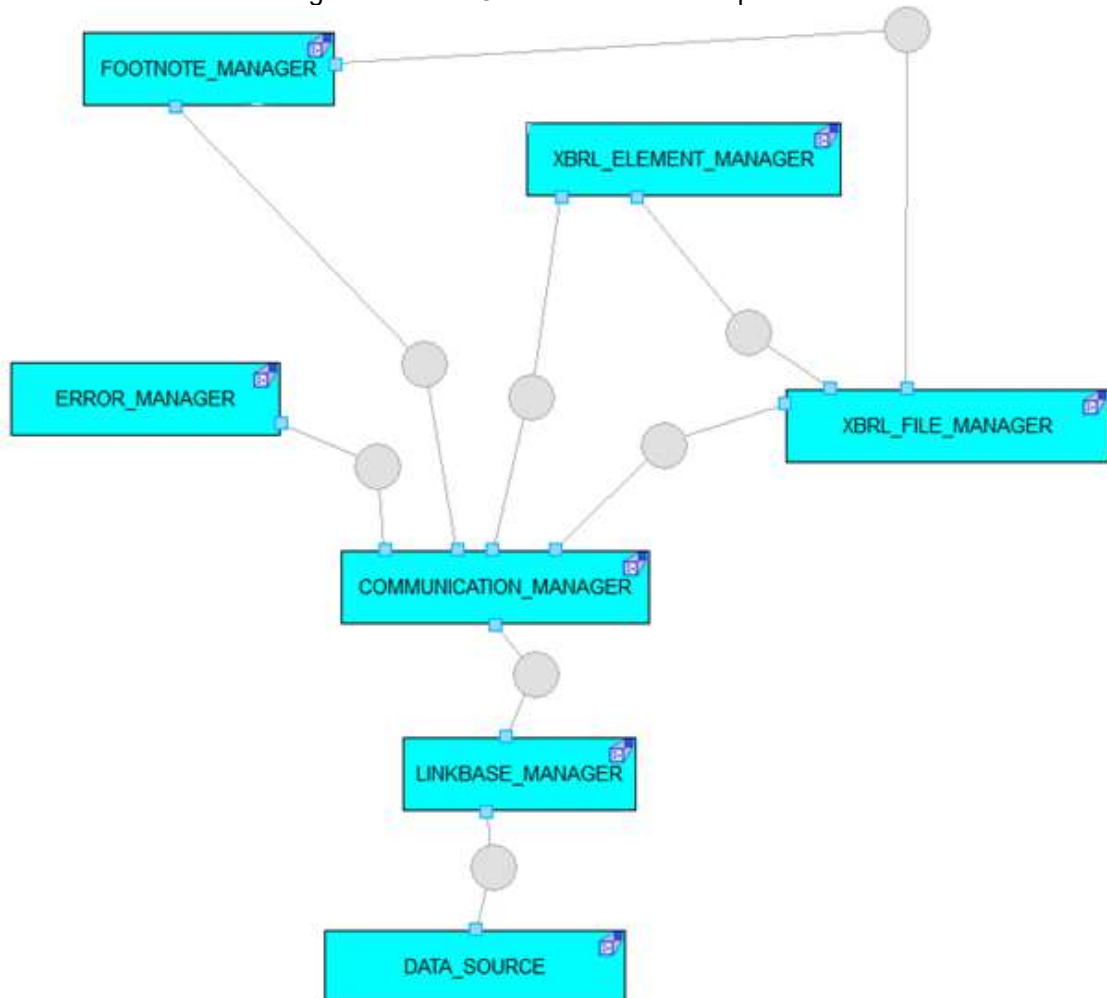 FOOTNOTE_MANAGER
XBRL_ELEMENT_MANAGER
ERROR_MANAGER
XBRL_FILE_MANAGER
COMMUNICATION_MANAGER
LINKBASE_MANAGER
DATA_SOURCE